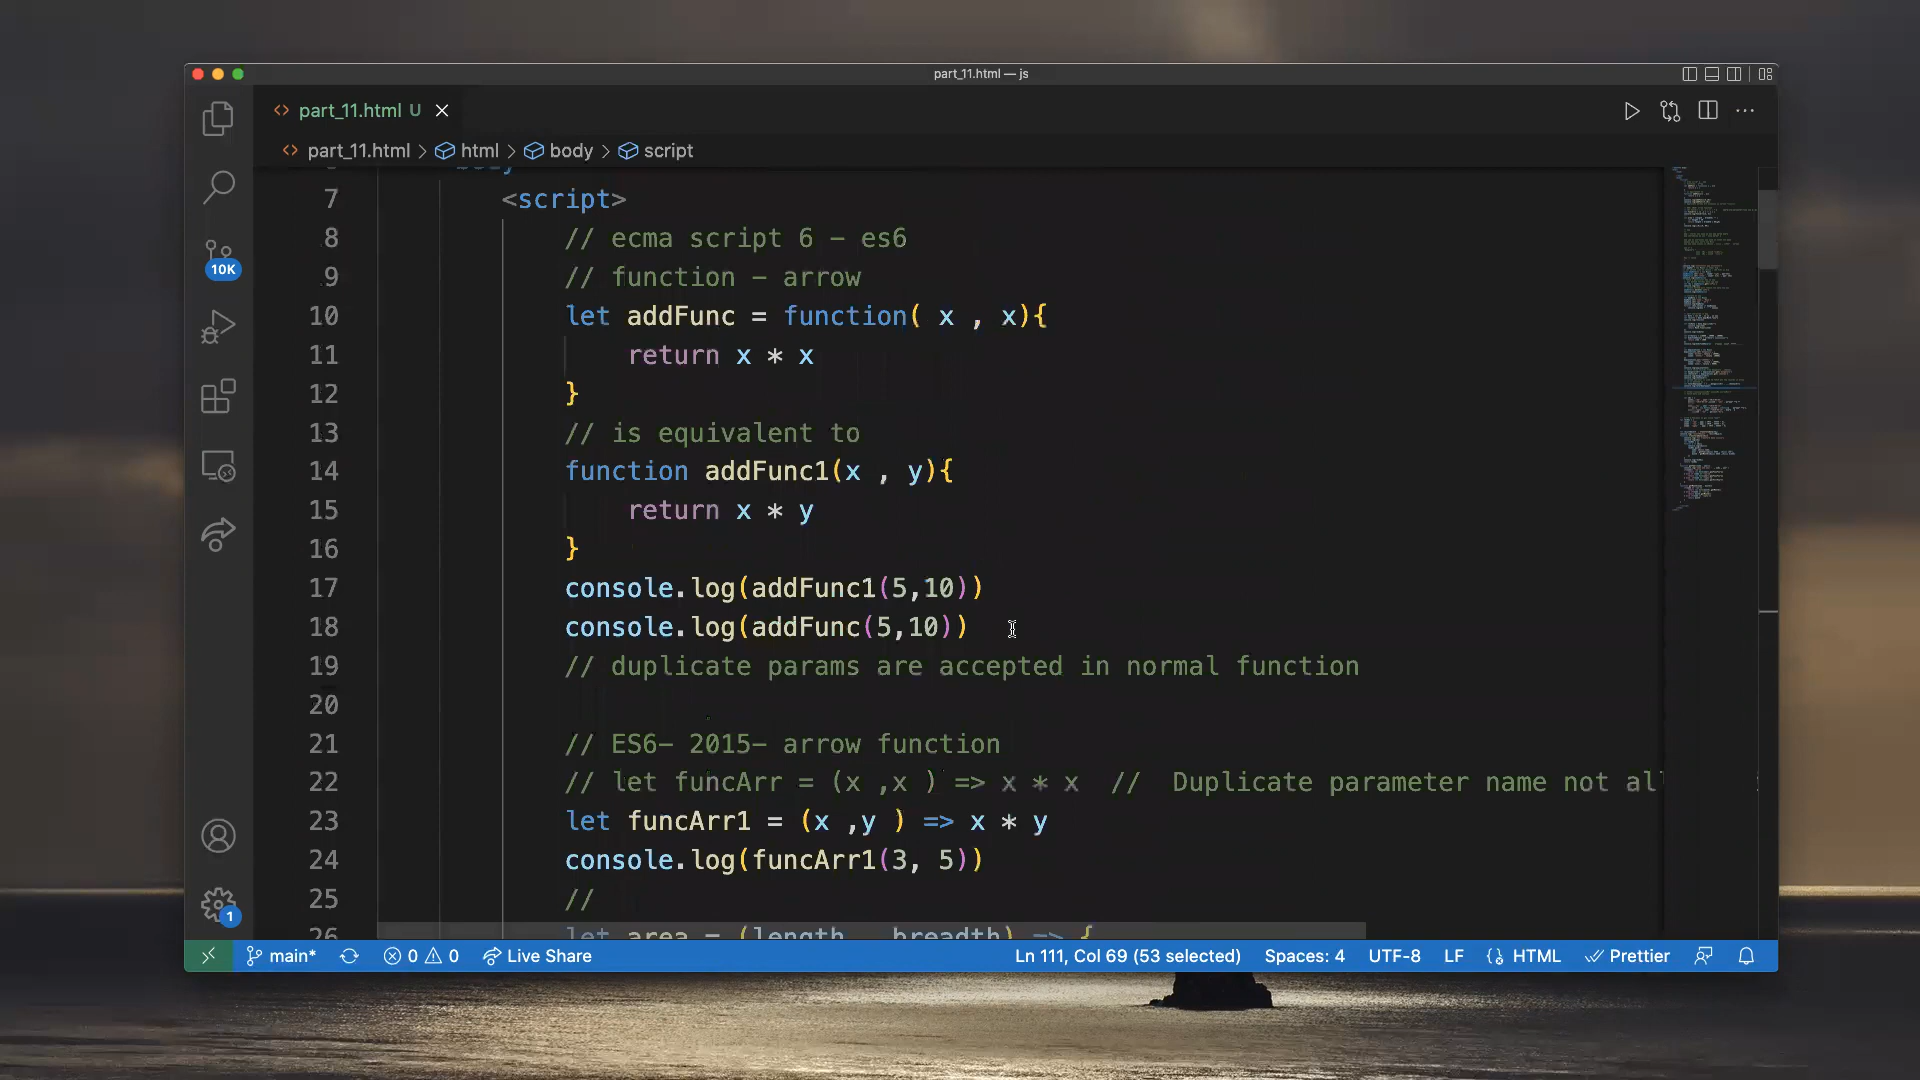 part_11.html — js
part_11.html U
part_11.html > html > body > script
7 <script>
8 // ecma script 6 - es6
9 // function - arrow
10 let addFunc = function( x , x){
11 return x * x
12 }
13 // is equivalent to
14 function addFunc1(x , y){
15 return x * y
16 }
17 console.log(addFunc1(5,10))
18 console.log(addFunc(5,10))
19 // duplicate params are accepted in normal function
20
21 // ES6- 2015- arrow function
22 // let funcArr = (x ,x ) => x * x // Duplicate parameter name not al
23 let funcArr1 = (x ,y ) => x * y
24 console.log(funcArr1(3, 5))
25 //
26 let area = (length , breadth) => {
10K
1
main* 0 0 Live Share Ln 111, Col 69 (53 selected) Spaces: 4 UTF-8 LF HTML Prettier